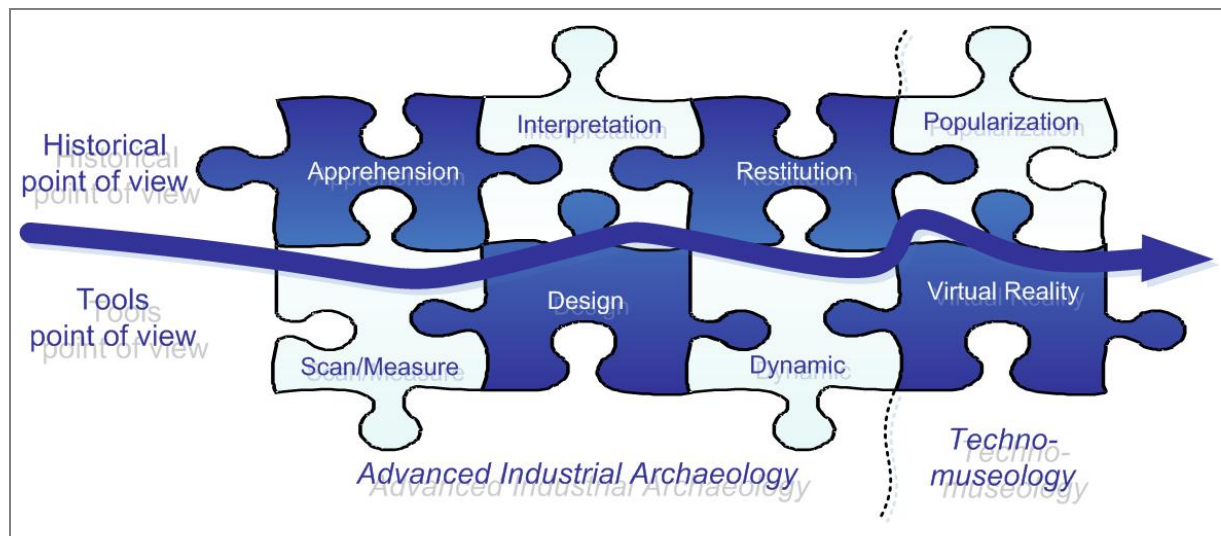 Historical
point of view
Apprehension
Interpretation
Restitution
Popularization
Tools
point of view
Scan/Measure
Design
Dynamic
Virtual Reality
Advanced Industrial Archaeology
Techno-
museology